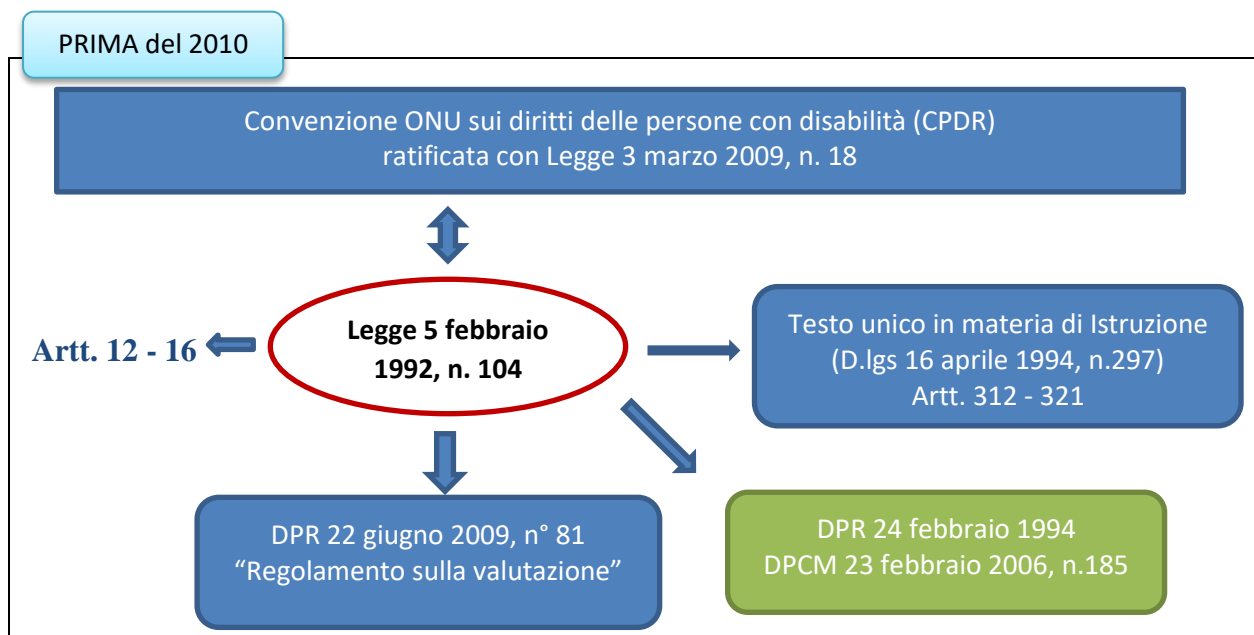 PRIMA del 2010
Convenzione ONU sui diritti delle persone con disabilità (CPDR)
ratificata con Legge 3 marzo 2009, n. 18
Artt. 12 - 16
Legge 5 febbraio
1992, n. 104
Testo unico in materia di Istruzione
(D.lgs 16 aprile 1994, n.297)
Artt. 312 - 321
DPR 22 giugno 2009, n° 81
“Regolamento sulla valutazione”
DPR 24 febbraio 1994
DPCM 23 febbraio 2006, n.185